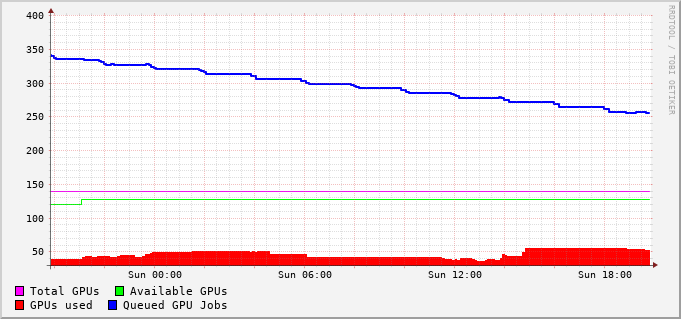 RRDTOOL / TOBI OETIKER
400
350
300
250
200
150
100
50
Sun 00:00 Sun 06:00 Sun 12:00 Sun 18:00
Total GPUs Available GPUs
GPUs used Queued GPU Jobs